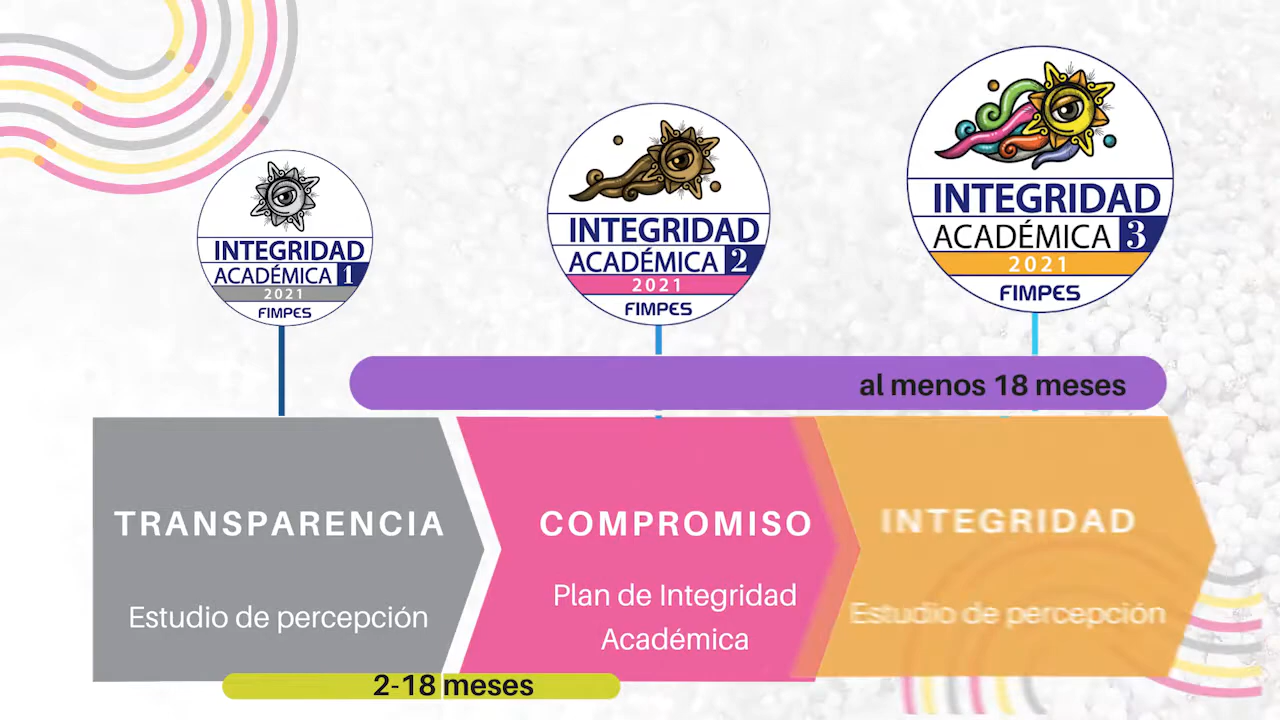 INTEGRIDAD
ACADÉMICA 1
2021
FIMPES
INTEGRIDAD
ACADÉMICA 2
2021
FIMPES
INTEGRIDAD
ACADÉMICA 3
2021
FIMPES
al menos 18 meses
TRANSPARENCIA
Estudio de percepción
COMPROMISO
Plan de Integridad
Académica
INTEGRIDAD
Estudio de percepción
2-18 meses